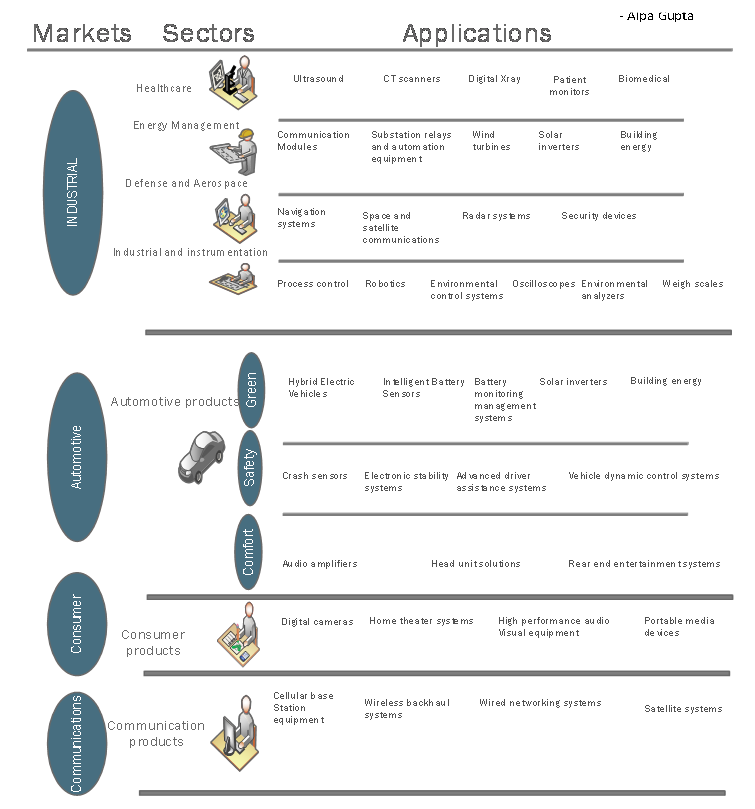 - Alpa Gupta
Markets Sectors Applications
INDUSTRIAL
Healthcare
Ultrasound
CT scanners
Digital Xray
Patient
monitors
Biomedical
Energy Management
Communication
Modules
Substation relays
and automation
equipment
Wind
turbines
Solar
inverters
Building
energy
Defense and Aerospace
Navigation
systems
Space and
satellite
communications
Radar systems
Security devices
Industrial and instrumentation
Process control
Robotics
Environmental
control systems
Oscilloscopes
Environmental
analyzers
Weigh scales
Automotive
Automotive products
Green
Hybrid Electric
Vehicles
Intelligent Battery
Sensors
Battery
monitoring
management
systems
Solar inverters
Building energy
Safety
Crash sensors
Electronic stability
systems
Advanced driver
assistance systems
Vehicle dynamic control systems
Comfort
Audio amplifiers
Head unit solutions
Rear end entertainment systems
Consumer
Consumer
products
Digital cameras
Home theater systems
High performance audio
Visual equipment
Portable media
devices
Communications
Communication
products
Cellular base
Station
equipment
Wireless backhaul
systems
Wired networking systems
Satellite systems